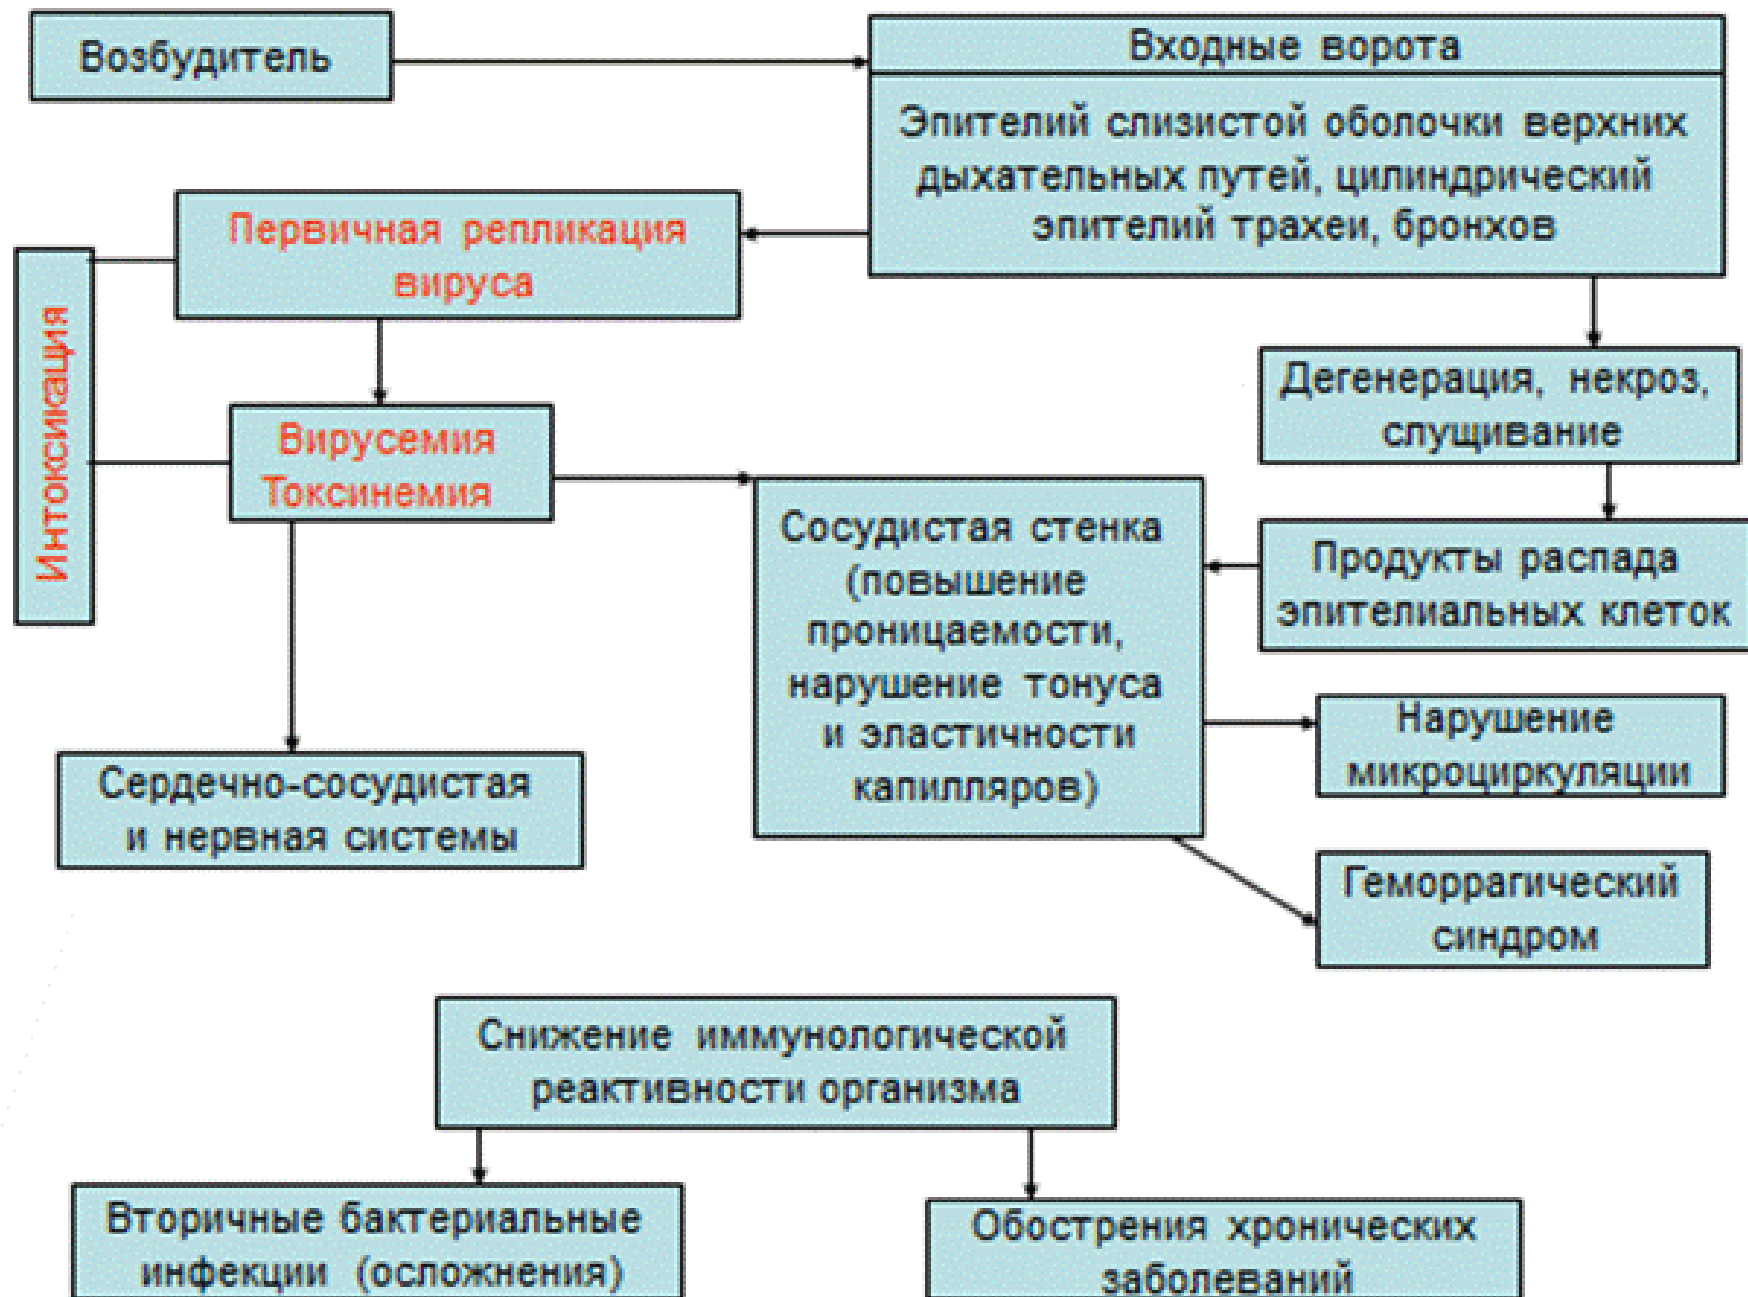 Возбудитель
Входные ворота
Эпителий слизистой оболочки верхних
дыхательных путей, цилиндрический
эпителий трахеи, бронхов
Первичная репликация
вируса
Интоксикация
Дегенерация, некроз,
слущивание
Вирусемия
Токсинемия
Сосудистая стенка
(повышение
проницаемости,
нарушение тонуса
и эластичности
капилляров)
Продукты распада
эпителиальных клеток
Нарушение
микроциркуляции
Сердечно-сосудистая
и нервная системы
Геморрагический
синдром
Снижение иммунологической
реактивности организма
Вторичные бактериальные
инфекции (осложнения)
Обострения хронических
заболеваний